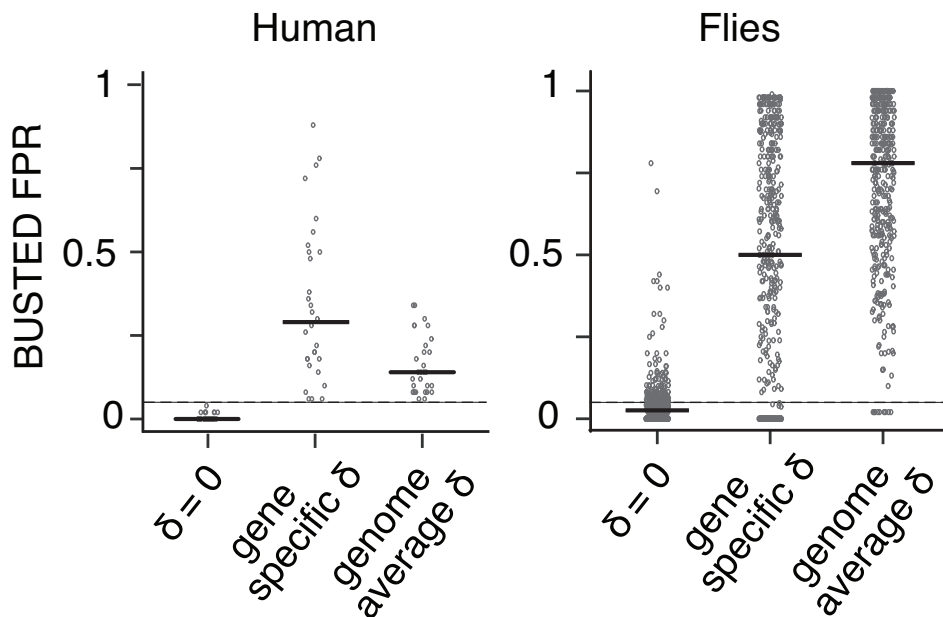 Human
Flies
BUSTED FPR
1
0.5
0
δ = 0
gene
specific δ
genome
average δ
1
0.5
0
δ = 0
gene
specific δ
genome
average δ